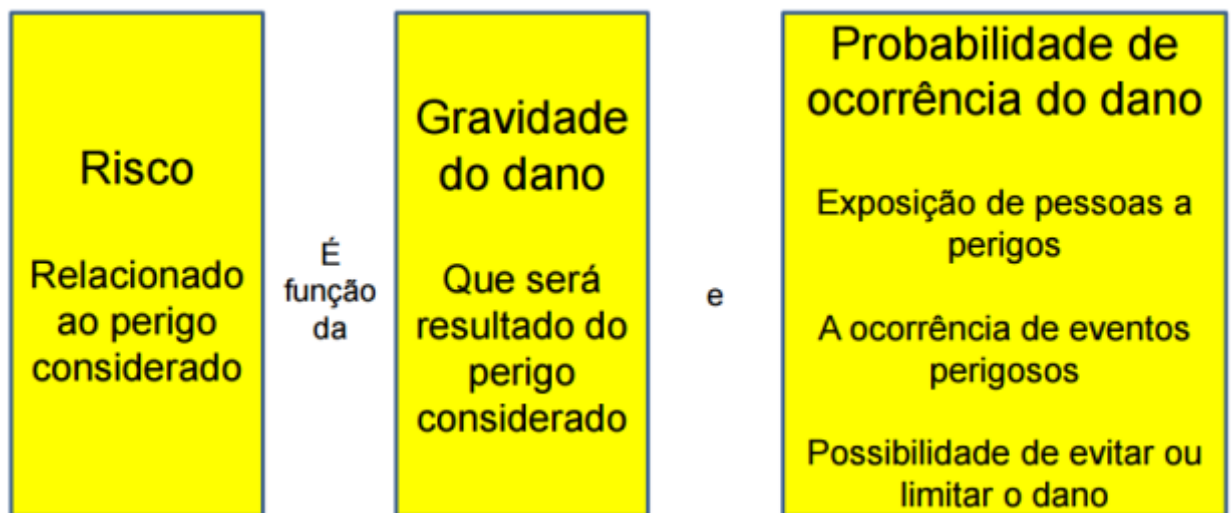 Risco
Relacionado
ao perigo
considerado
É
função
da
Gravidade
do dano
Que será
resultado do
perigo
considerado
e
Probabilidade de
ocorrência do dano
Exposição de pessoas a
perigos
A ocorrência de eventos
perigosos
Possibilidade de evitar ou
limitar o dano